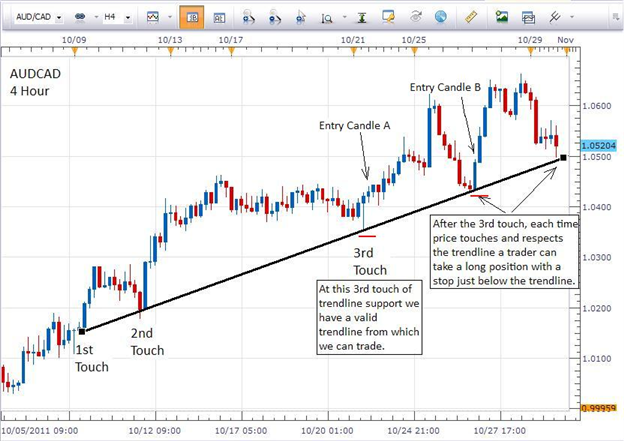 AUD/CAD H4
10/09 10/13 10/17 10/21 10/25 10/29 Nov
AUDCAD
4 Hour
Entry Candle A
Entry Candle B
1.0600
1.05204
1.0500
1.0400
1.0300
1.0200
1.0100
0.99959
After the 3rd touch, each time
price touches and respects
the trendline a trader can
take a long position with a
stop just below the trendline.
3rd
Touch
At this 3rd touch of
trendline support we
have a valid
trendline from which
we can trade.
2nd
Touch
1st
Touch
10/05/2011 09:00 10/12 09:00 10/17 05:00 10/20 01:00 10/24 21:00 10/27 17:00